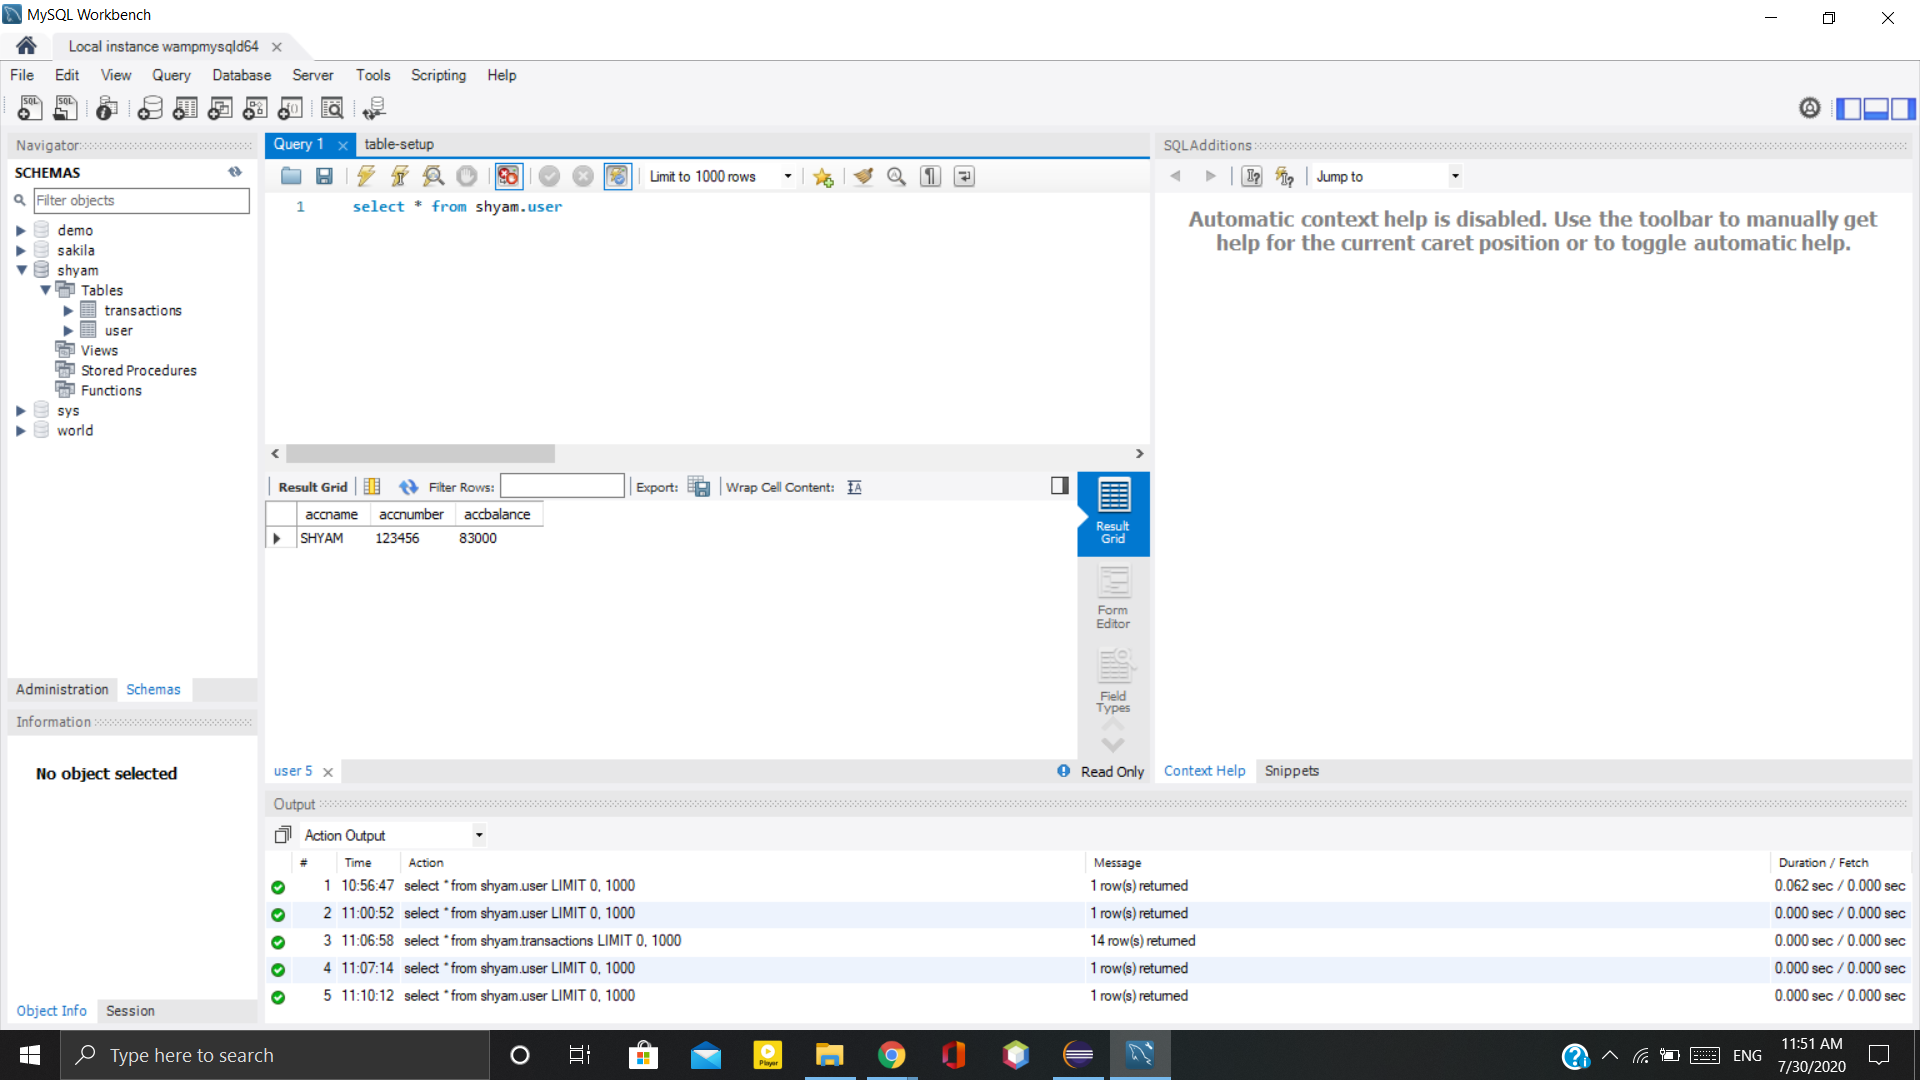 MySQL Workbench
Local instance wampmysqld64
File Edit View Query Database Server Tools Scripting Help
SQL SQL
Navigator
SCHEMAS
Filter objects
demo
sakila
shyam
Tables
transactions
user
Views
Stored Procedures
Functions
sys
world
Administration Schemas
Information
No object selected
Object Info Session
Query 1 table-setup
Limit to 1000 rows
1 select * from shyam.user
Result Grid Filter Rows: Export: Wrap Cell Content:
accname accnumber accbalance
SHYAM 123456 83000
Result
Grid
Form
Editor
Field
Types
user 5 Read Only
SQLAdditions
Jump to
Automatic context help is disabled. Use the toolbar to manually get
help for the current caret position or to toggle automatic help.
Context Help Snippets
Output
Action Output
# Time Action Message Duration / Fetch
1 10:56:47 select * from shyam.user LIMIT 0, 1000 1 row(s) returned 0.062 sec / 0.000 sec
2 11:00:52 select * from shyam.user LIMIT 0, 1000 1 row(s) returned 0.000 sec / 0.000 sec
3 11:06:58 select * from shyam.transactions LIMIT 0, 1000 14 row(s) returned 0.000 sec / 0.000 sec
4 11:07:14 select * from shyam.user LIMIT 0, 1000 1 row(s) returned 0.000 sec / 0.000 sec
5 11:10:12 select * from shyam.user LIMIT 0, 1000 1 row(s) returned 0.000 sec / 0.000 sec
Type here to search
Player
ENG
11:51 AM
7/30/2020